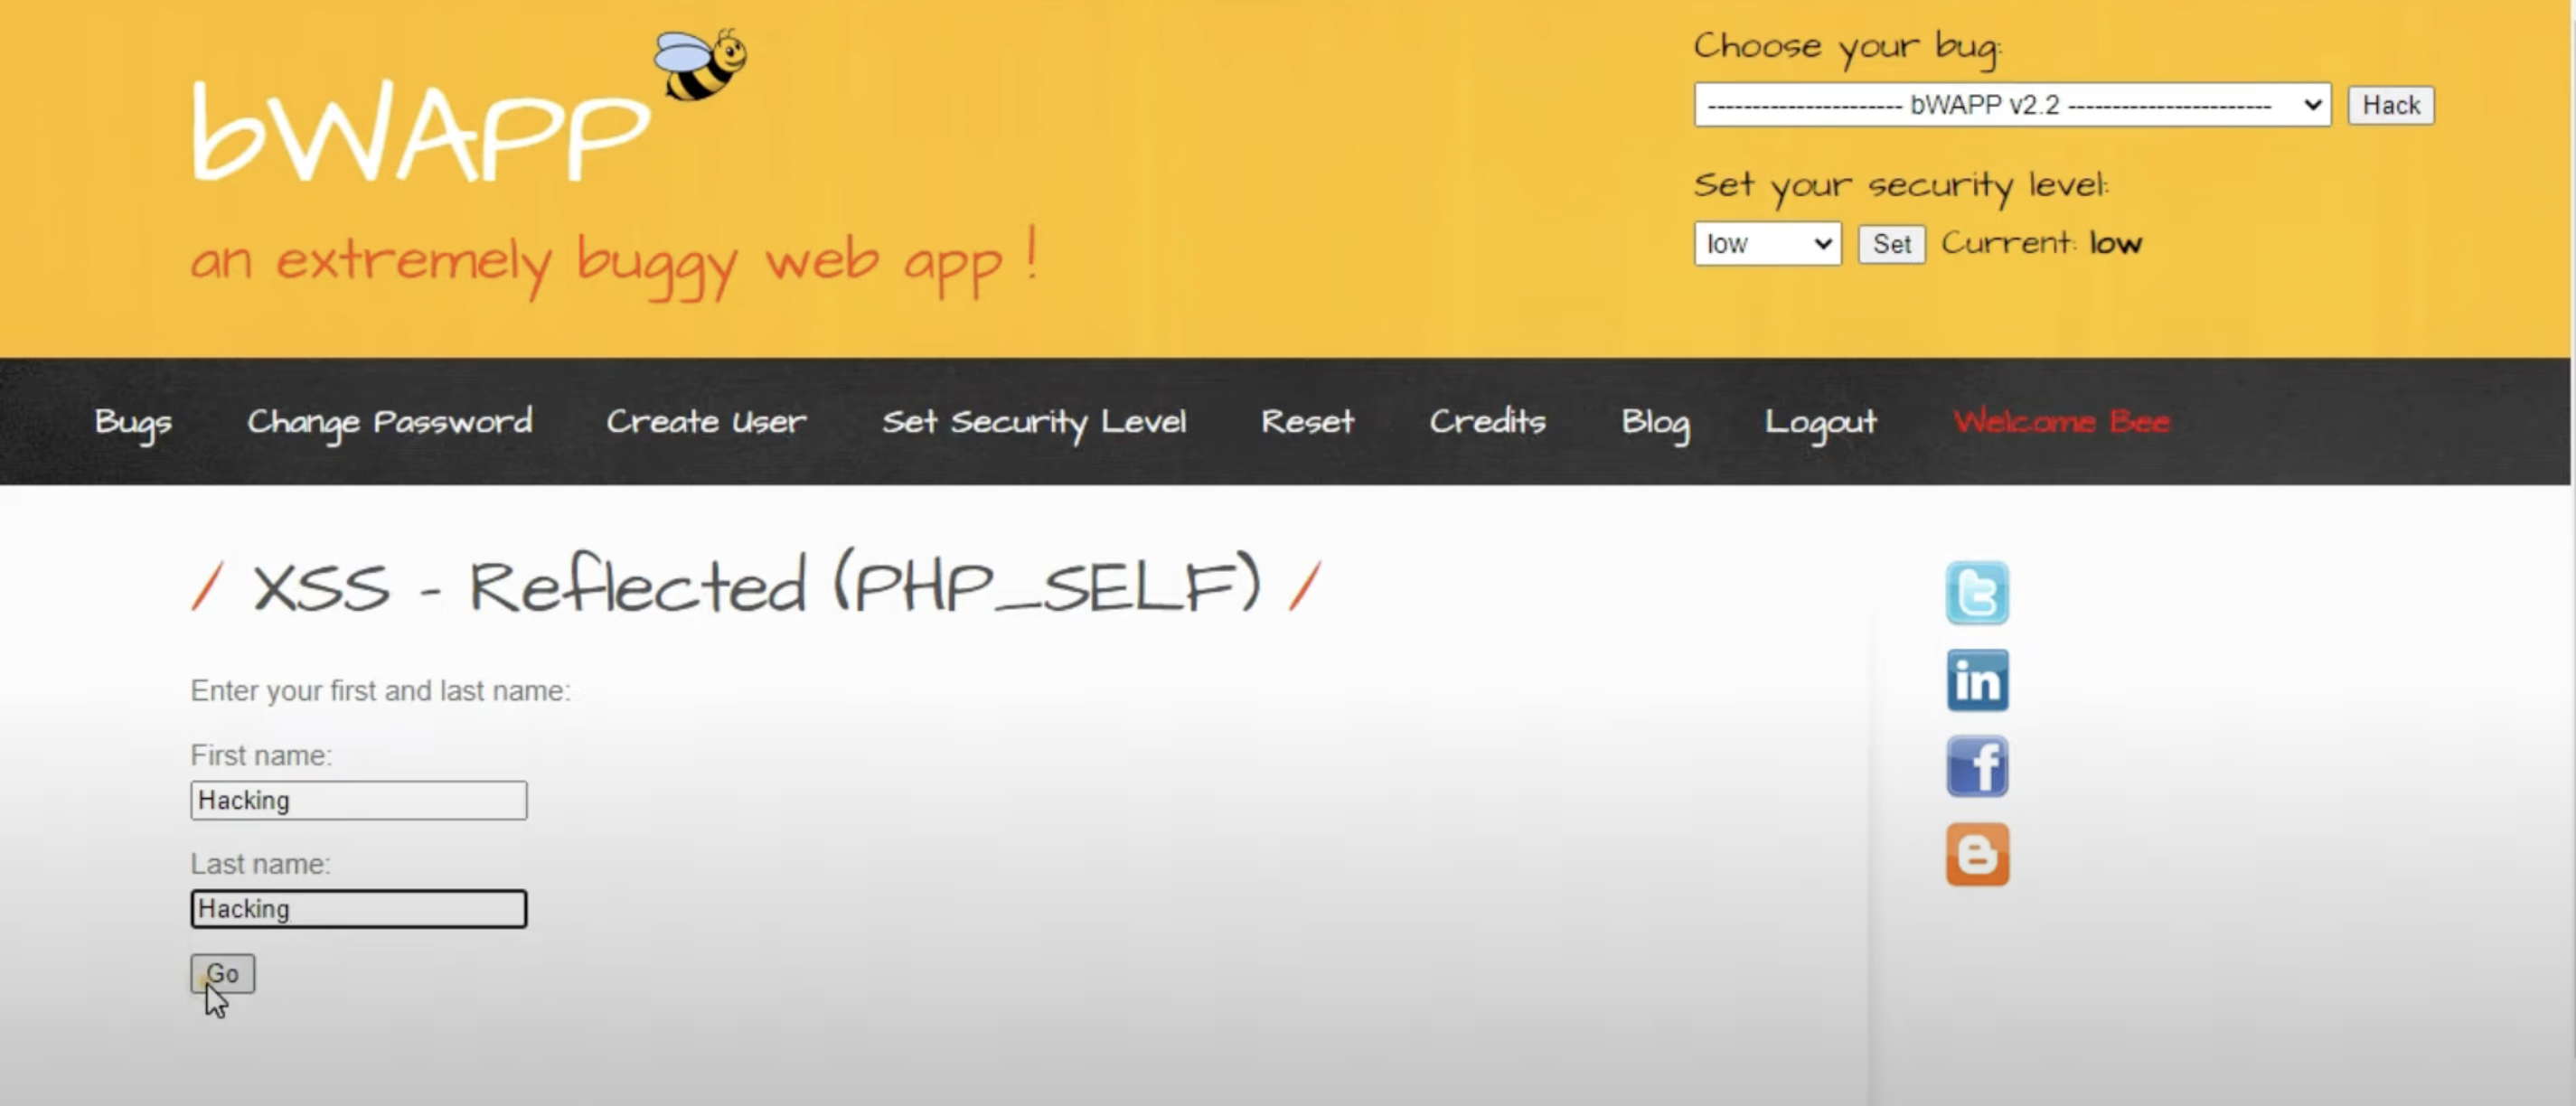 bWAPP
an extremely buggy web app !
Choose your bug:
---------------------- bWAPP v2.2 -----------------------
Hack
Set your security level:
low
Set
Current: low
Bugs
Change Password
Create User
Set Security Level
Reset
Credits
Blog
Logout
Welcome Bee
/ XSS - Reflected (PHP_SELF) /
Enter your first and last name:
First name:
Hacking
Last name:
Hacking
Go